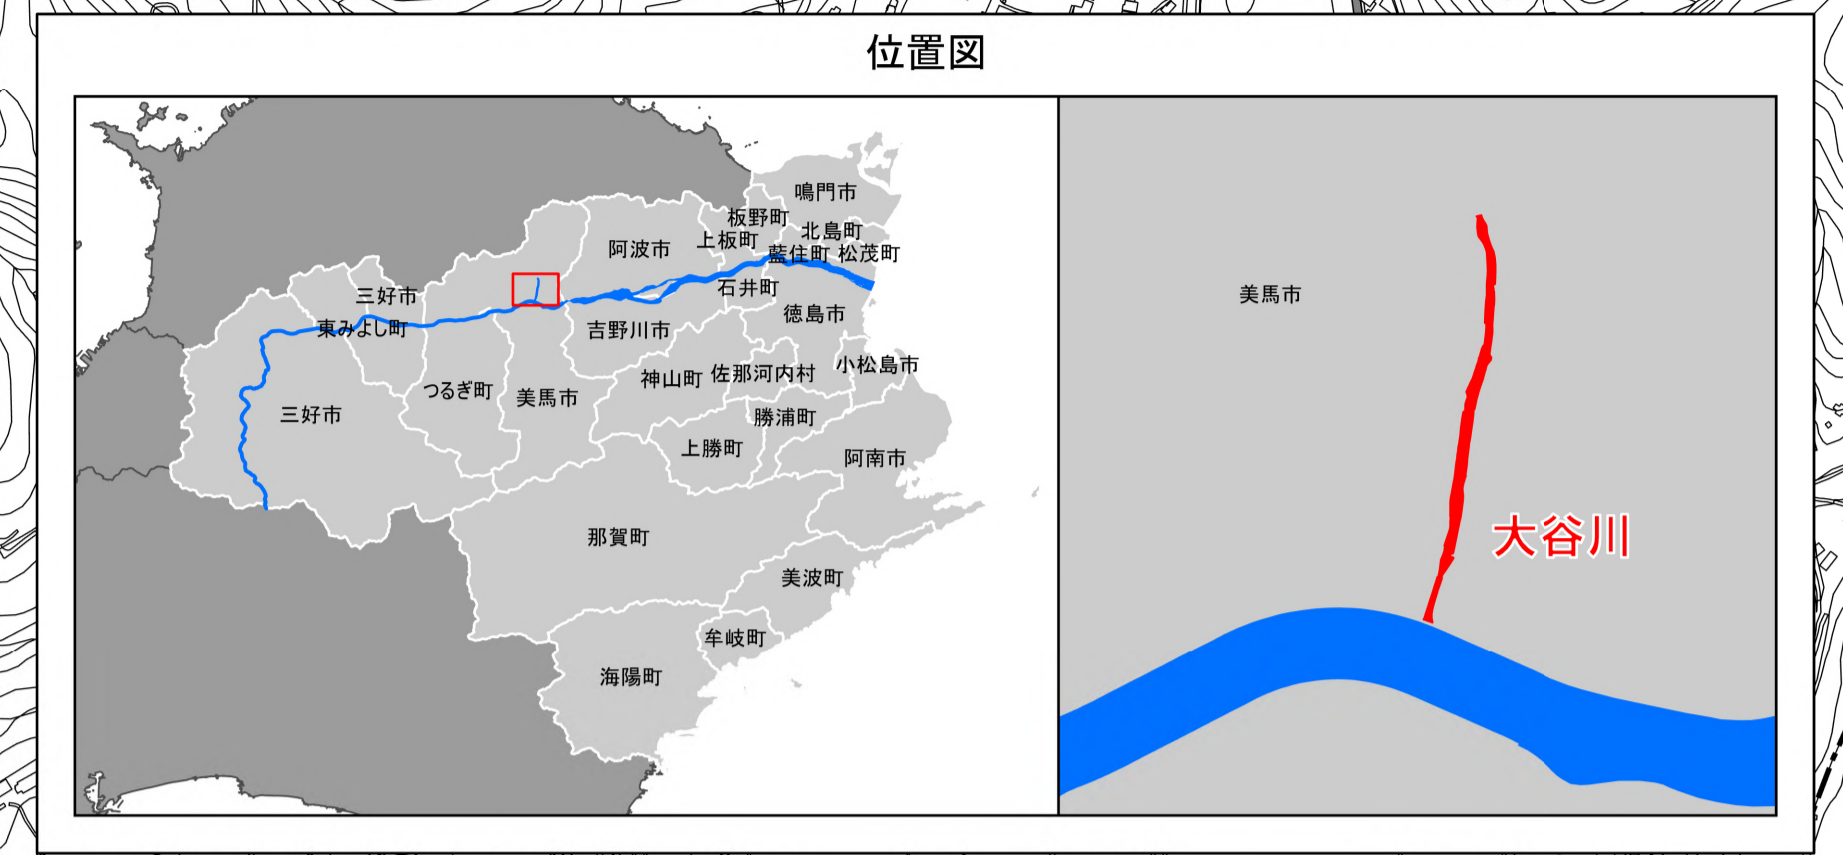 位置図
鳴門市
板野町
北島町
上板町
阿波市
藍住町
松茂町
石井町
三好市
徳島市
東みよし町
吉野川市
小松島市
神山町
佐那河内村
つるぎ町
美馬市
三好市
勝浦町
上勝町
阿南市
那賀町
美波町
牟岐町
海陽町
美馬市
大谷川